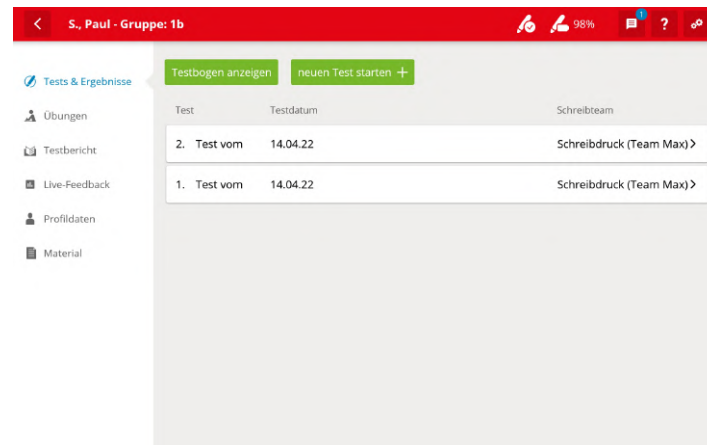 S., Paul - Gruppe: 1b
98%
1
?
Tests & Ergebnisse
Übungen
Testbericht
Live-Feedback
Profildaten
Material
Testbogen anzeigen
neuen Test starten +
Test Testdatum Schreibteam
2. Test vom 14.04.22 Schreibdruck (Team Max)
1. Test vom 14.04.22 Schreibdruck (Team Max)